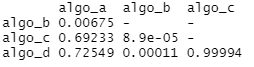 algo_a algo_b algo_c
algo_b 0.00675 - -
algo_c 0.69233 8.9e-05 -
algo_d 0.72549 0.00011 0.99994